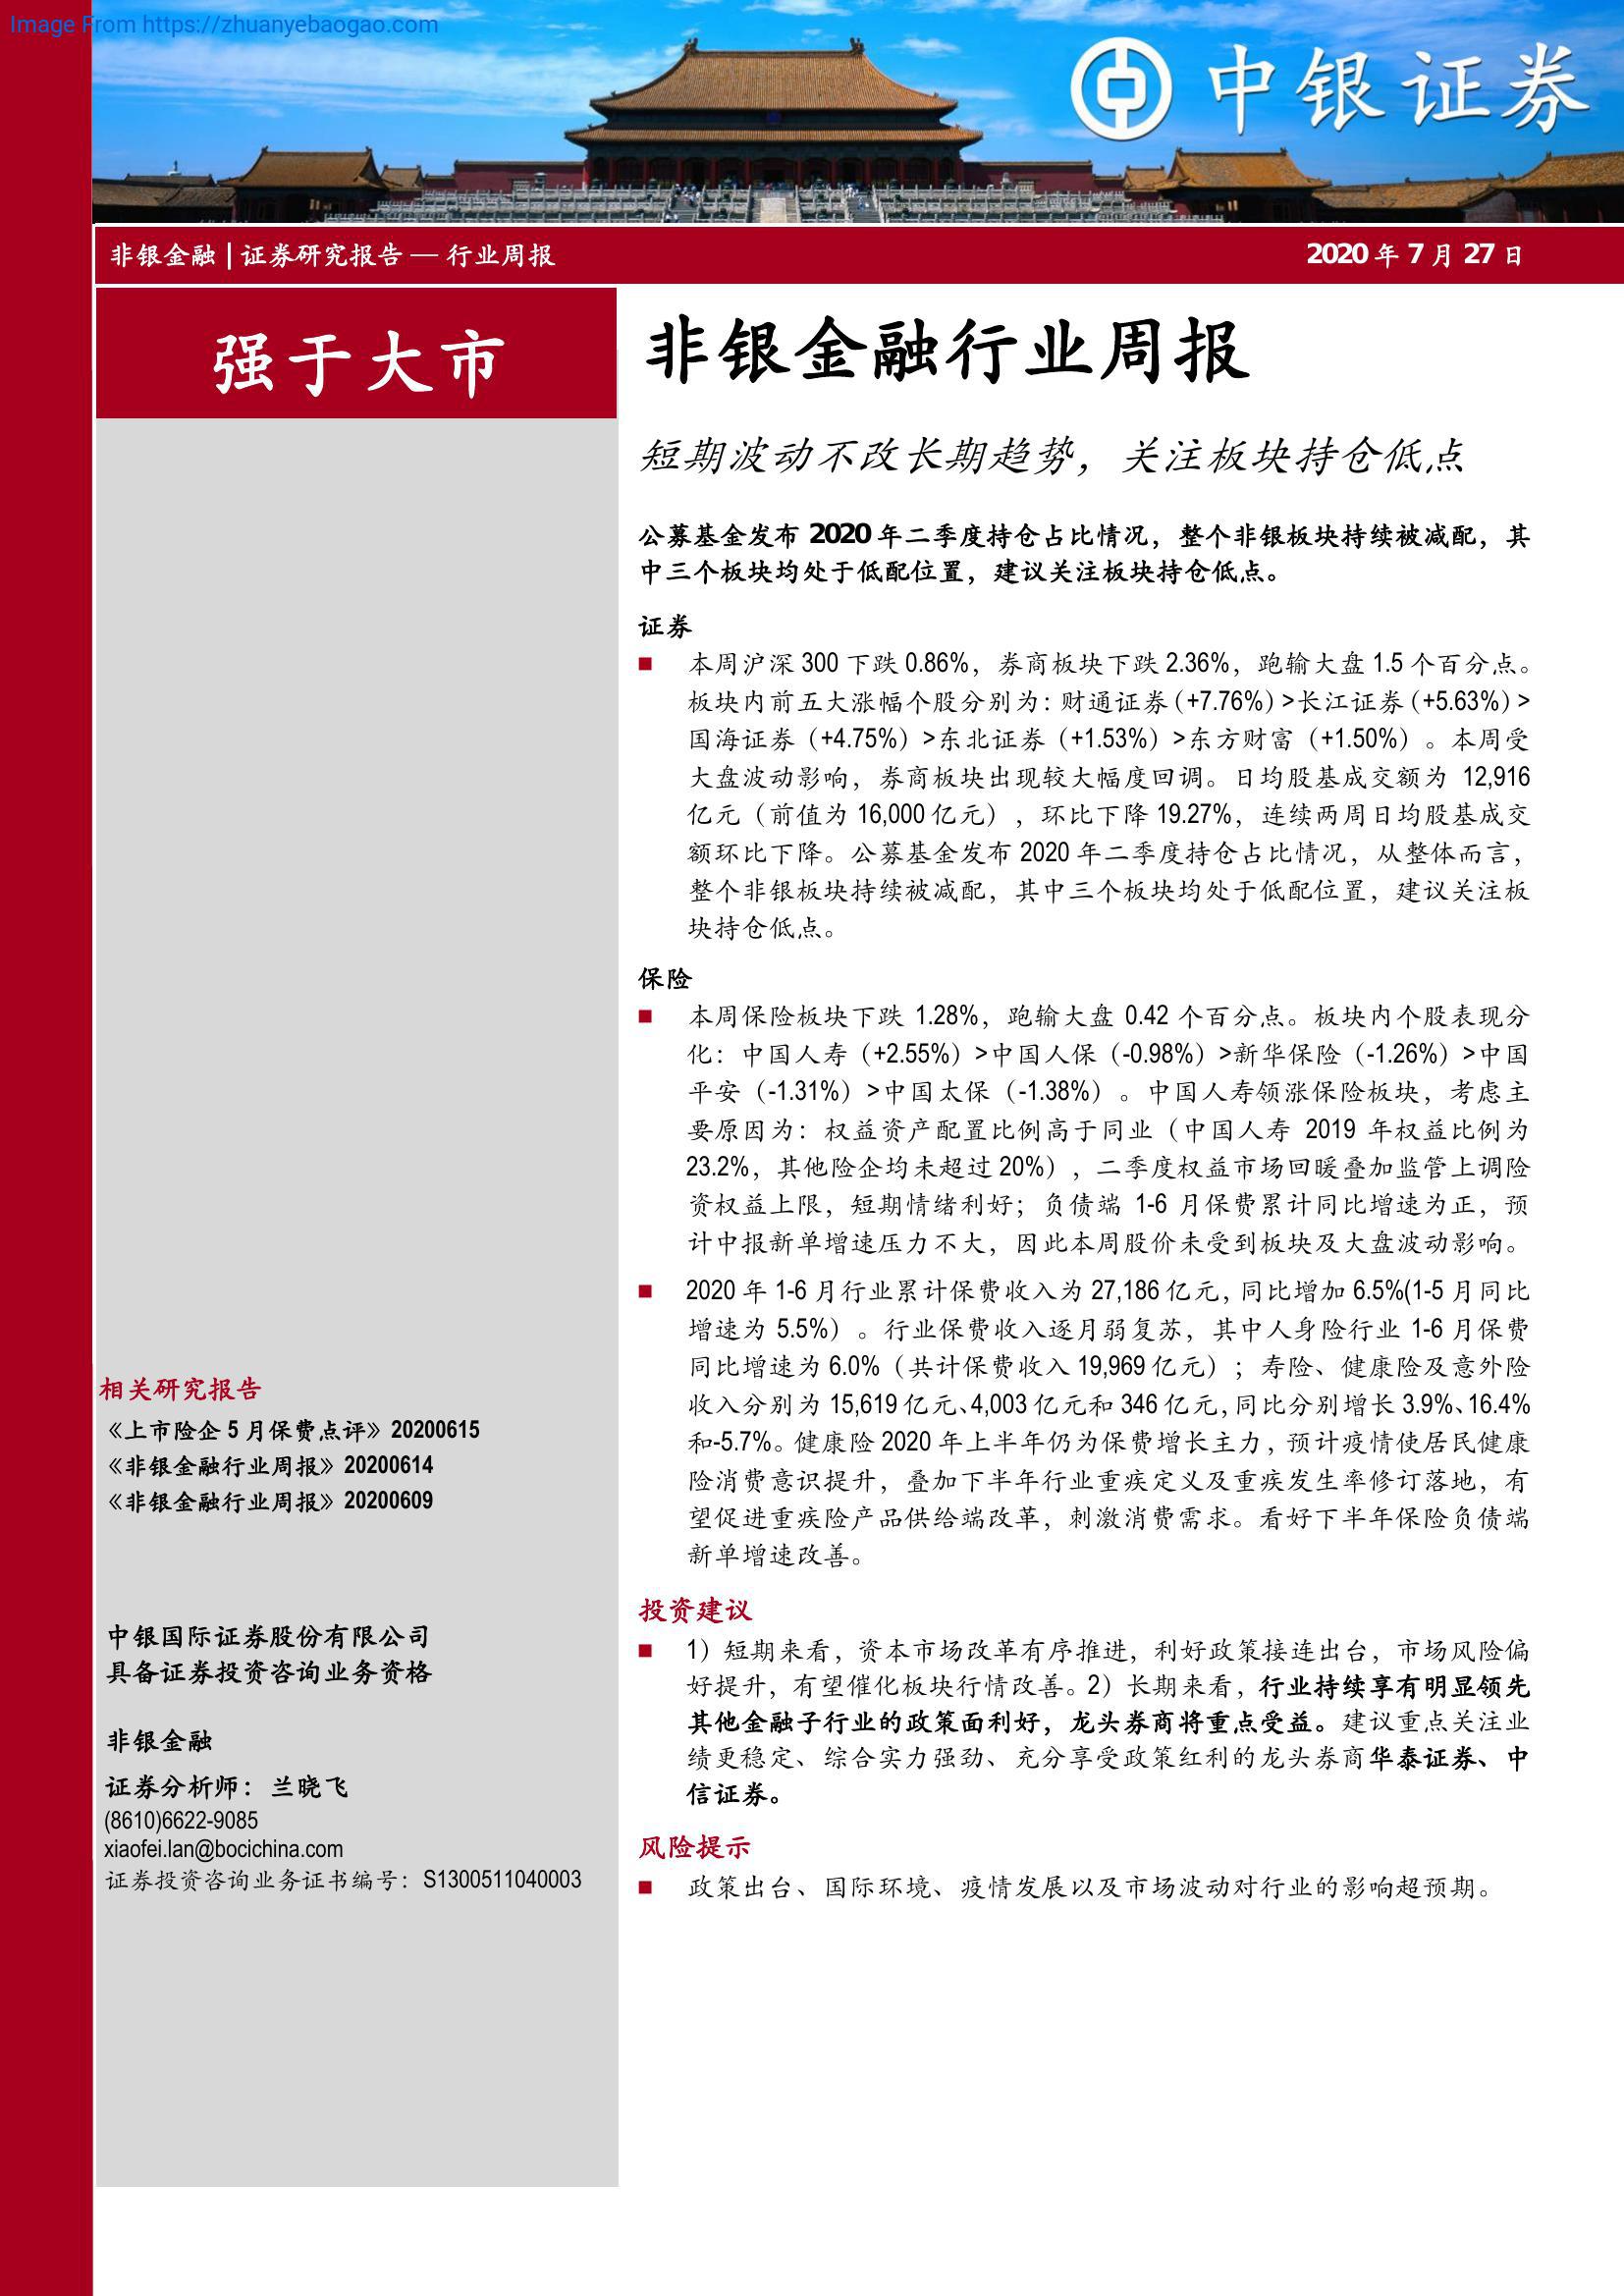 Image From https://zhuanyebaogao.com
中银证券
非银金融 | 证券研究报告 — 行业周报
2020 年 7 月 27 日
强于大市
非银金融行业周报
短期波动不改长期趋势，关注板块持仓低点
公募基金发布 2020 年二季度持仓占比情况，整个非银板块持续被减配，其
中三个板块均处于低配位置，建议关注板块持仓低点。
证券
■ 本周沪深 300 下跌 0.86%，券商板块下跌 2.36%，跑输大盘 1.5 个百分点。
板块内前五大涨幅个股分别为：财通证券（+7.76%）>长江证券（+5.63%）>
国海证券（+4.75%）>东北证券（+1.53%）>东方财富（+1.50%）。本周受
大盘波动影响，券商板块出现较大幅度回调。日均股基成交额为 12,916
亿元（前值为 16,000 亿元），环比下降 19.27%，连续两周日均股基成交
额环比下降。公募基金发布 2020 年二季度持仓占比情况，从整体而言，
整个非银板块持续被减配，其中三个板块均处于低配位置，建议关注板
块持仓低点。
保险
■ 本周保险板块下跌 1.28%，跑输大盘 0.42 个百分点。板块内个股表现分
化：中国人寿（+2.55%）>中国人保（-0.98%）>新华保险（-1.26%）>中国
平安（-1.31%）>中国太保（-1.38%）。中国人寿领涨保险板块，考虑主
要原因为：权益资产配置比例高于同业（中国人寿 2019 年权益比例为
23.2%，其他险企均未超过 20%），二季度权益市场回暖叠加监管上调险
资权益上限，短期情绪利好；负债端 1-6 月保费累计同比增速为正，预
计中报新单增速压力不大，因此本周股价未受到板块及大盘波动影响。
■ 2020 年 1-6 月行业累计保费收入为 27,186 亿元，同比增加 6.5%(1-5 月同比
增速为 5.5%）。行业保费收入逐月弱复苏，其中人身险行业 1-6 月保费
同比增速为 6.0%（共计保费收入 19,969 亿元）；寿险、健康险及意外险
收入分别为 15,619 亿元、4,003 亿元和 346 亿元，同比分别增长 3.9%、16.4%
和-5.7%。健康险 2020 年上半年仍为保费增长主力，预计疫情使居民健康
险消费意识提升，叠加下半年行业重疾定义及重疾发生率修订落地，有
望促进重疾险产品供给端改革，刺激消费需求。看好下半年保险负债端
新单增速改善。
投资建议
■ 1）短期来看，资本市场改革有序推进，利好政策接连出台，市场风险偏
好提升，有望催化板块行情改善。2）长期来看，行业持续享有明显领先
其他金融子行业的政策面利好，龙头券商将重点受益。建议重点关注业
绩更稳定、综合实力强劲、充分享受政策红利的龙头券商华泰证券、中
信证券。
风险提示
■ 政策出台、国际环境、疫情发展以及市场波动对行业的影响超预期。
相关研究报告
《上市险企 5 月保费点评》20200615
《非银金融行业周报》20200614
《非银金融行业周报》20200609
中银国际证券股份有限公司
具备证券投资咨询业务资格
非银金融
证券分析师：兰晓飞
(8610)6622-9085
xiaofei.lan@bocichina.com
证券投资咨询业务证书编号：S1300511040003